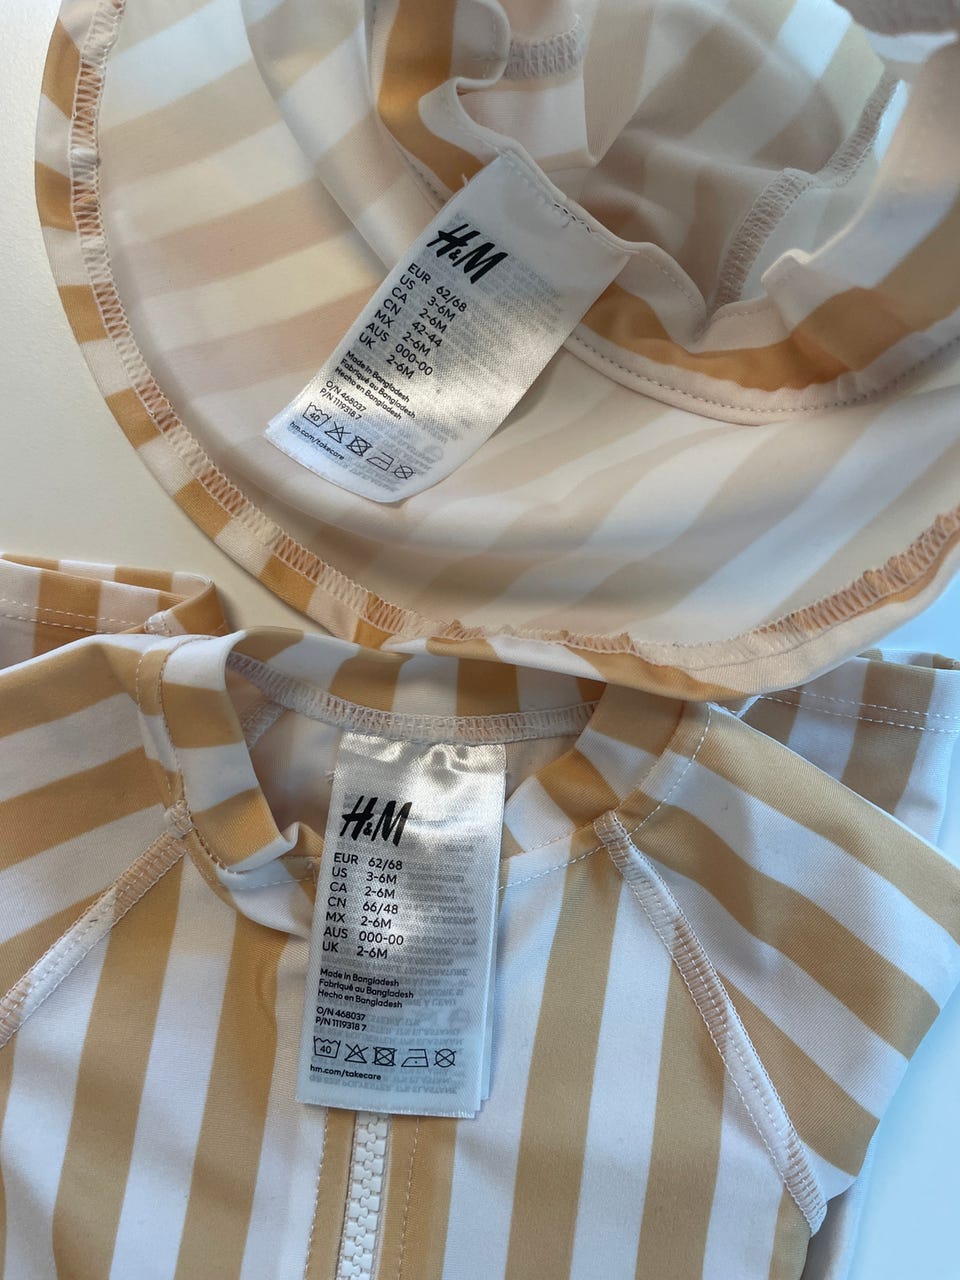 H&M
EUR 62/68
US 3-6M
CA 2-6M
CN 42-44
MX 2-6M
AUS 000-00
UK 2-6M
Made in Bangladesh
Fabriqué au Bangladesh
Hecho en Bangladesh
O/N 468037
P/N 1119318 7
40
hm.com/takecare
H&M
EUR 62/68
US 3-6M
CA 2-6M
CN 66/48
MX 2-6M
AUS 000-00
UK 2-6M
Made in Bangladesh
Fabriqué au Bangladesh
Hecho en Bangladesh
O/N 468037
P/N 1119318 7
40
hm.com/takecare